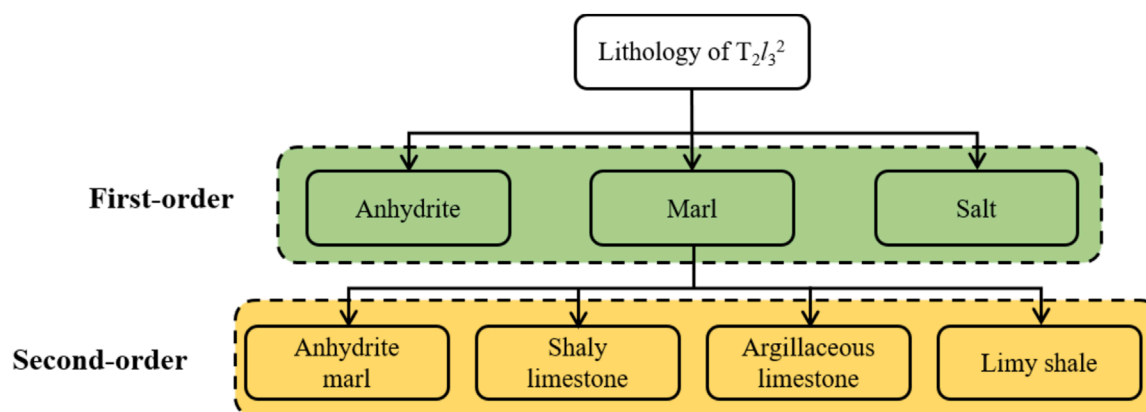 Lithology of T₂l₃²
First-order
Anhydrite
Marl
Salt
Second-order
Anhydrite
marl
Shaly
limestone
Argillaceous
limestone
Limy shale